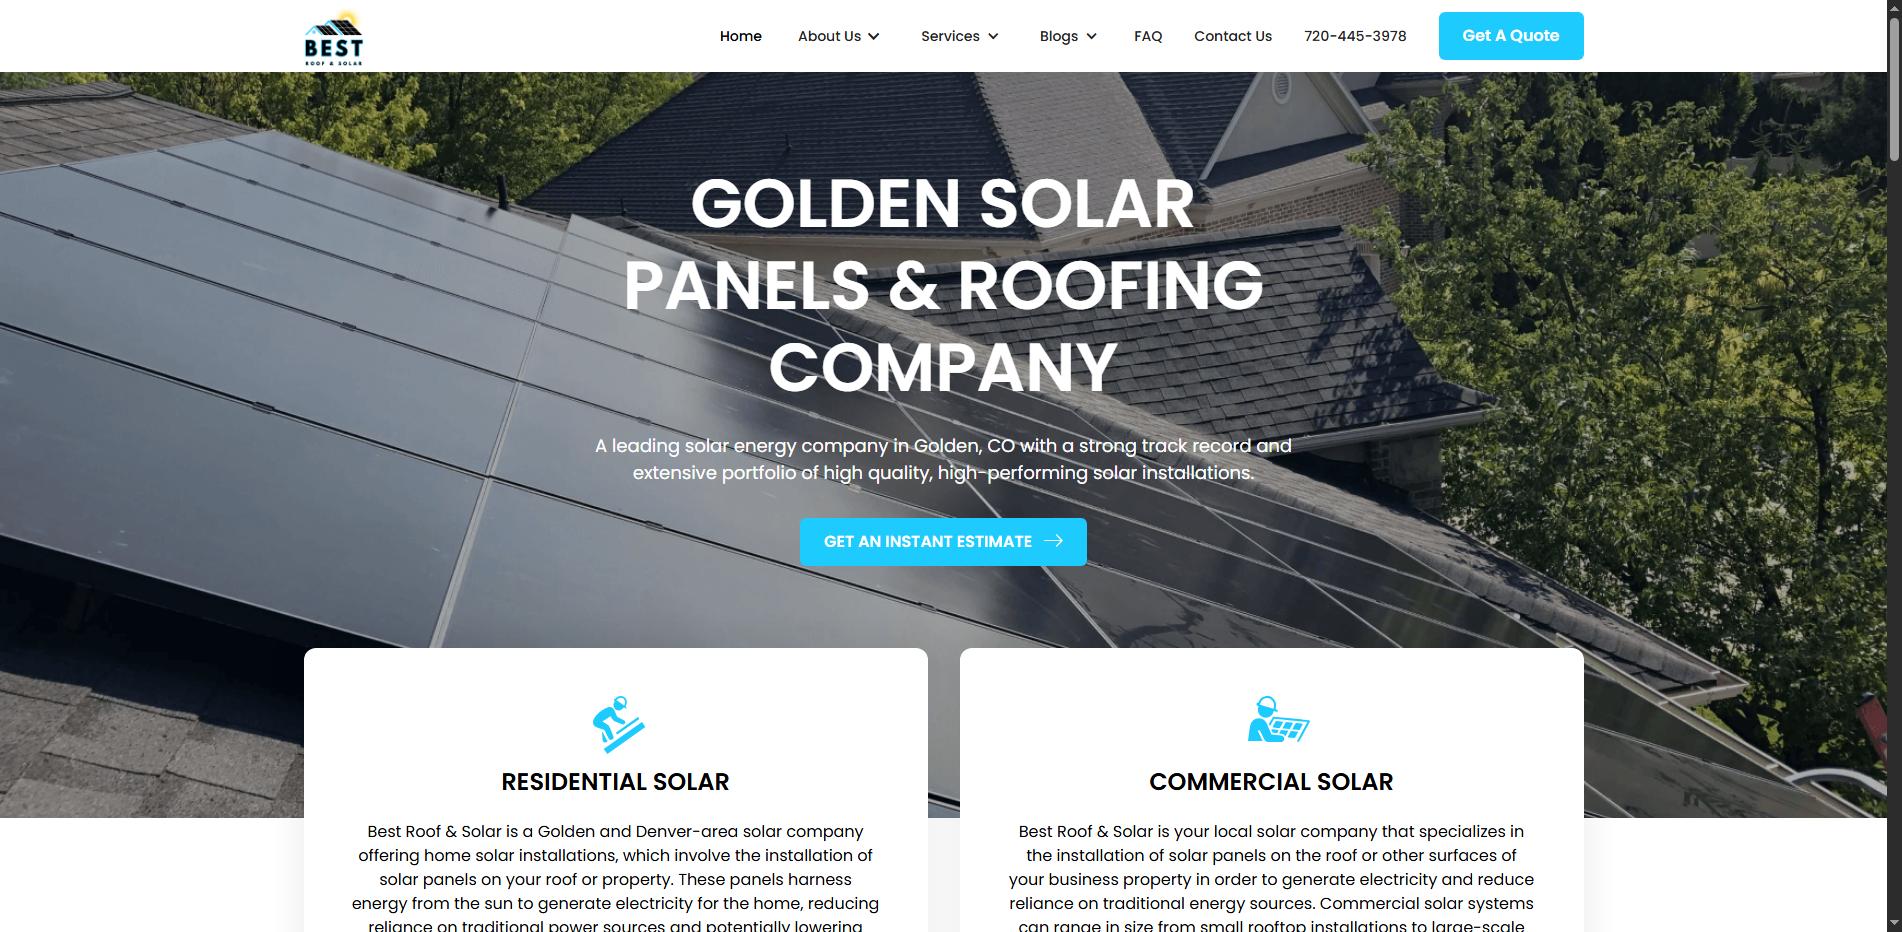 BEST
ROOF & SOLAR
Home About Us Services Blogs FAQ Contact Us 720-445-3978 Get A Quote
GOLDEN SOLAR
PANELS & ROOFING
COMPANY
A leading solar energy company in Golden, CO with a strong track record and
extensive portfolio of high quality, high-performing solar installations.
GET AN INSTANT ESTIMATE
RESIDENTIAL SOLAR
Best Roof & Solar is a Golden and Denver-area solar company
offering home solar installations, which involve the installation of
solar panels on your roof or property. These panels harness
energy from the sun to generate electricity for the home, reducing
reliance on traditional power sources and potentially lowering
COMMERCIAL SOLAR
Best Roof & Solar is your local solar company that specializes in
the installation of solar panels on the roof or other surfaces of
your business property in order to generate electricity and reduce
reliance on traditional energy sources. Commercial solar systems
can range in size from small rooftop installations to large-scale